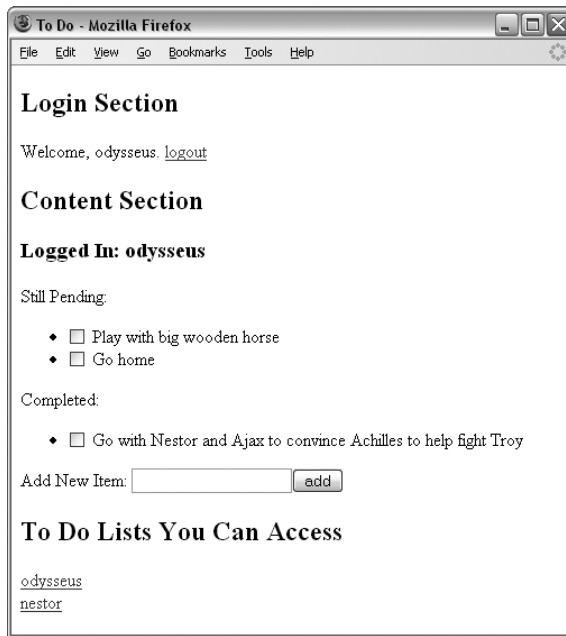 To Do - Mozilla Firefox
File Edit View Go Bookmarks Tools Help
Login Section
Welcome, odysseus. logout
Content Section
Logged In: odysseus
Still Pending:
Play with big wooden horse
Go home
Completed:
Go with Nestor and Ajax to convince Achilles to help fight Troy
Add New Item: add
To Do Lists You Can Access
odysseus
nestor